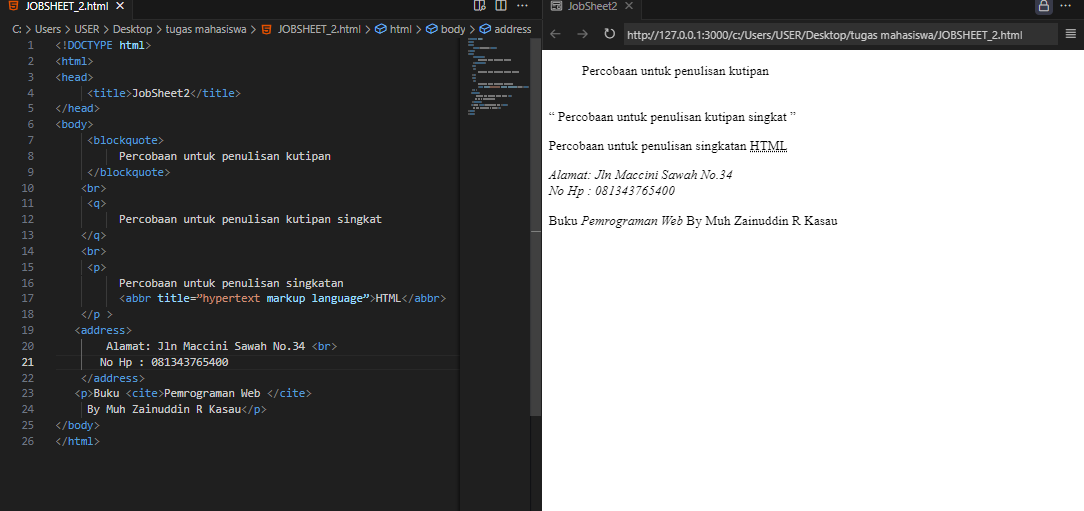 JOBSHEET_2.html
C: > Users > USER > Desktop > tugas mahasiswa > JOBSHEET_2.html > html > body > address
1 <!DOCTYPE html>
2 <html>
3 <head>
4 <title>JobSheet2</title>
5 </head>
6 <body>
7 <blockquote>
8 Percobaan untuk penulisan kutipan
9 </blockquote>
10 <br>
11 <q>
12 Percobaan untuk penulisan kutipan singkat
13 </q>
14 <br>
15 <p>
16 Percobaan untuk penulisan singkatan
17 <abbr title=”hypertext markup language”>HTML</abbr>
18 </p >
19 <address>
20 Alamat: Jln Maccini Sawah No.34 <br>
21 No Hp : 081343765400
22 </address>
23 <p>Buku <cite>Pemrograman Web </cite>
24 By Muh Zainuddin R Kasau</p>
25 </body>
26 </html>
JobSheet2
http://127.0.0.1:3000/c:/Users/USER/Desktop/tugas mahasiswa/JOBSHEET_2.html
Percobaan untuk penulisan kutipan
“ Percobaan untuk penulisan kutipan singkat ”
Percobaan untuk penulisan singkatan HTML
Alamat: Jln Maccini Sawah No.34
No Hp : 081343765400
Buku Pemrograman Web By Muh Zainuddin R Kasau